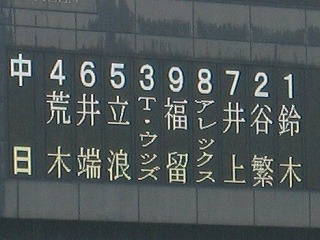 中日
4荒木
6井端
5立浪
3T・ウッズ
9福留
8アレックス
7井上
2谷繁
1鈴木